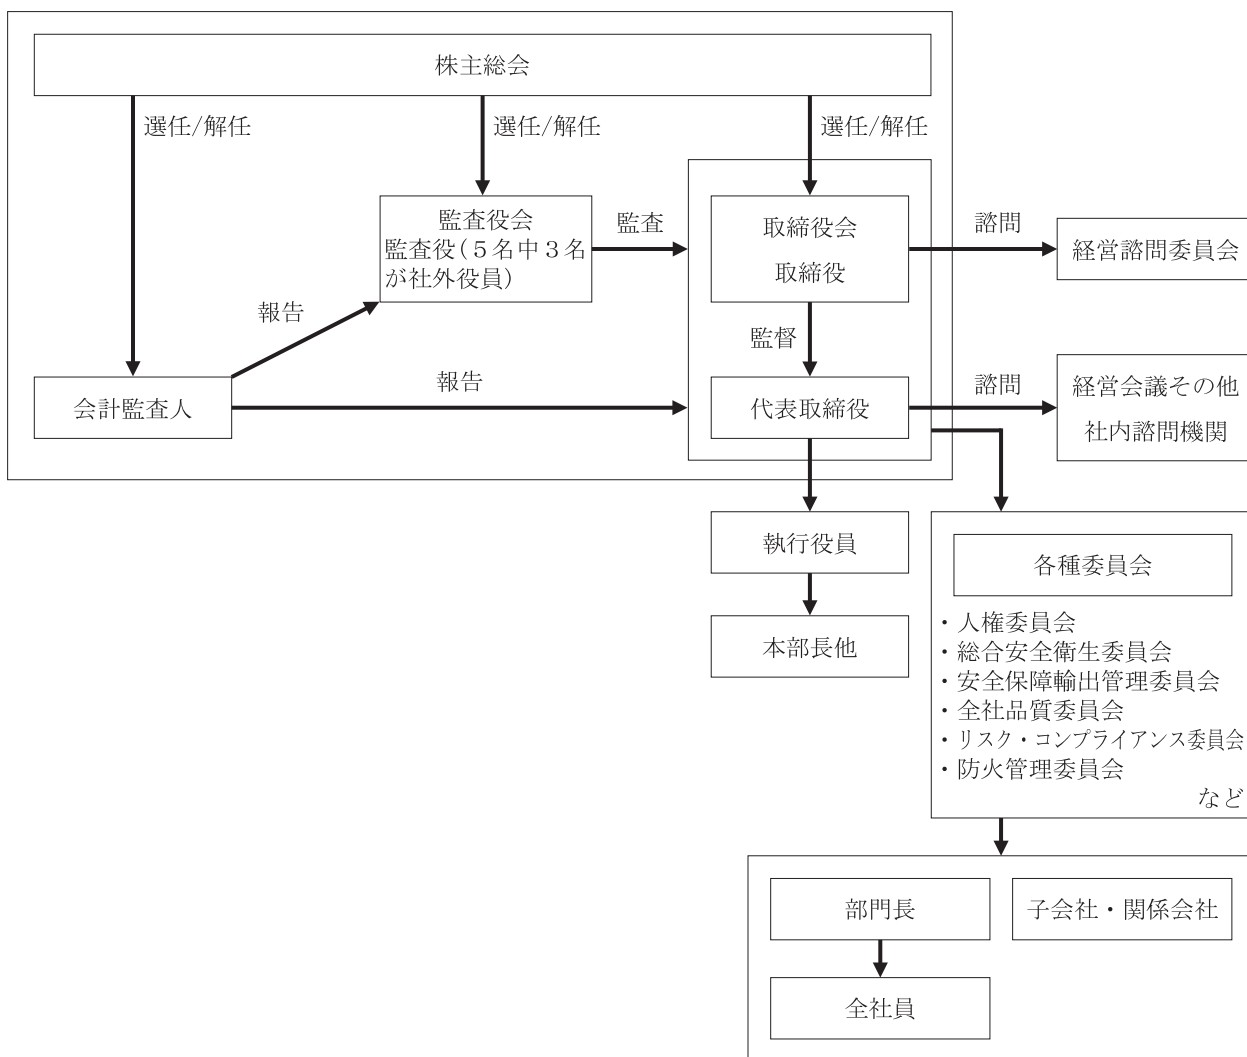 株主総会
選任/解任
選任/解任
選任/解任
監査役会
監査役(５名中３名
が社外役員)
監査
取締役会
取締役
諮問
経営諮問委員会
報告
監督
会計監査人
報告
代表取締役
諮問
経営会議その他
社内諮問機関
執行役員
本部長他
各種委員会
・人権委員会
・総合安全衛生委員会
・安全保障輸出管理委員会
・全社品質委員会
・リスク・コンプライアンス委員会
・防火管理委員会
など
部門長
子会社・関係会社
全社員